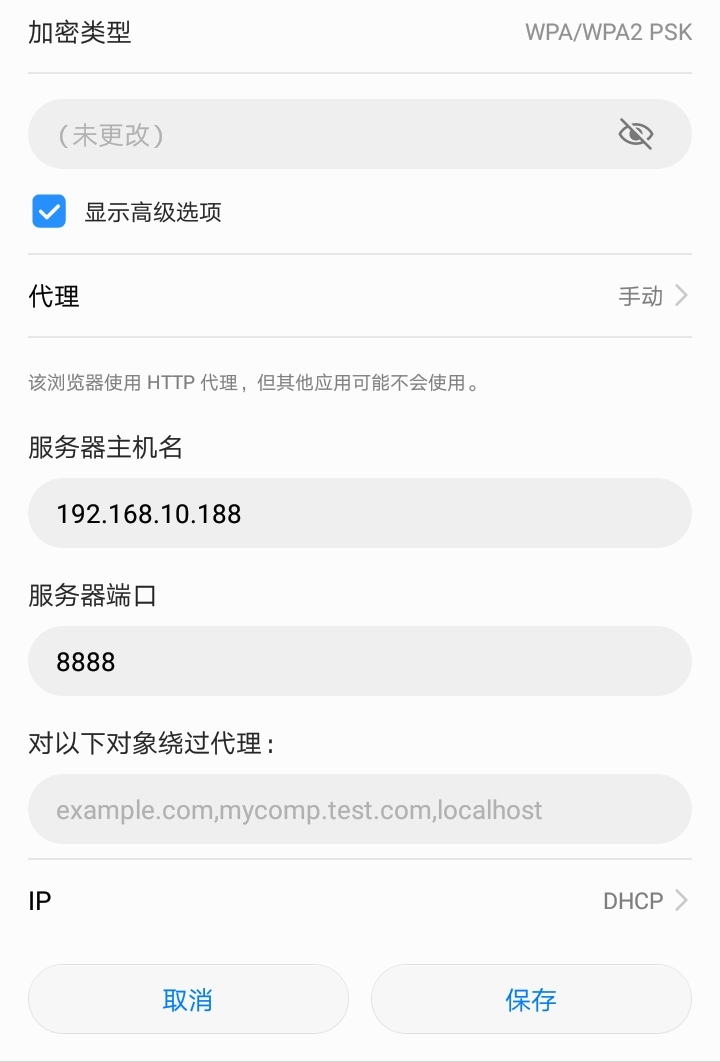 加密类型
WPA/WPA2 PSK
（未更改）
显示高级选项
代理
手动
该浏览器使用 HTTP 代理，但其他应用可能不会使用。
服务器主机名
192.168.10.188
服务器端口
8888
对以下对象绕过代理：
example.com,mycomp.test.com,localhost
IP
DHCP
取消
保存